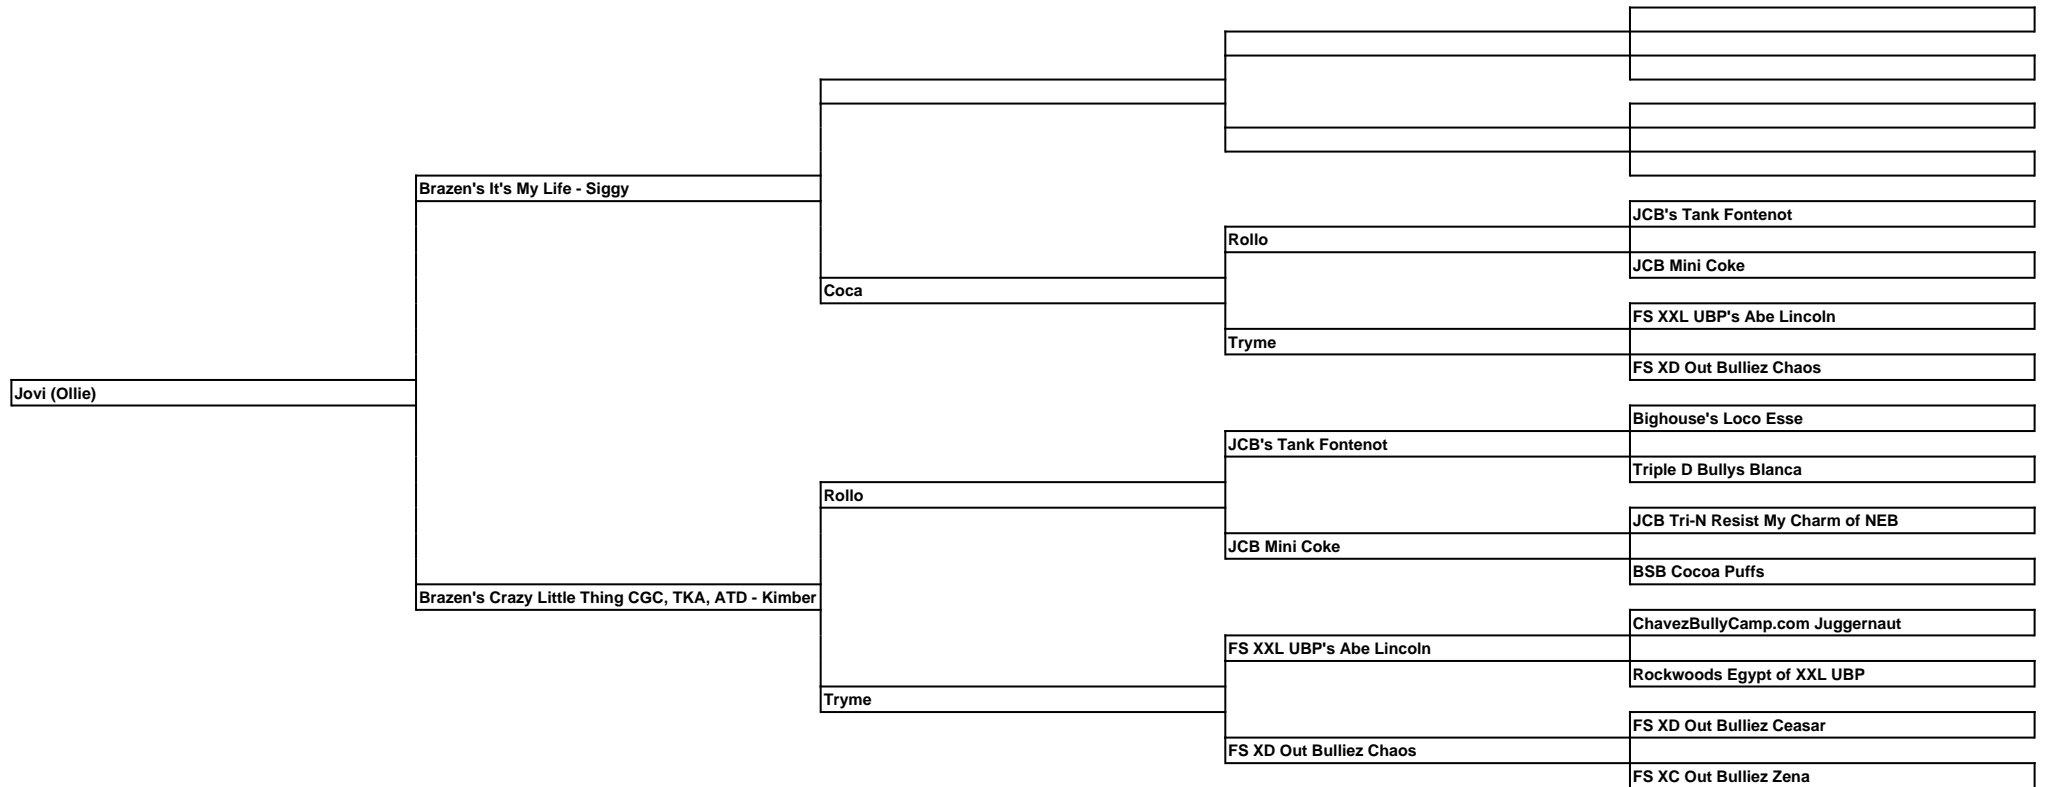 Brazen's It's My Life - Siggy
JCB's Tank Fontenot
Rollo
JCB Mini Coke
Coca
FS XXL UBP's Abe Lincoln
Tryme
FS XD Out Bulliez Chaos
Jovi (Ollie)
Bighouse's Loco Esse
JCB's Tank Fontenot
Triple D Bullys Blanca
Rollo
JCB Tri-N Resist My Charm of NEB
JCB Mini Coke
BSB Cocoa Puffs
Brazen's Crazy Little Thing CGC, TKA, ATD - Kimber
ChavezBullyCamp.com Juggernaut
FS XXL UBP's Abe Lincoln
Rockwoods Egypt of XXL UBP
Tryme
FS XD Out Bulliez Ceasar
FS XD Out Bulliez Chaos
FS XC Out Bulliez Zena